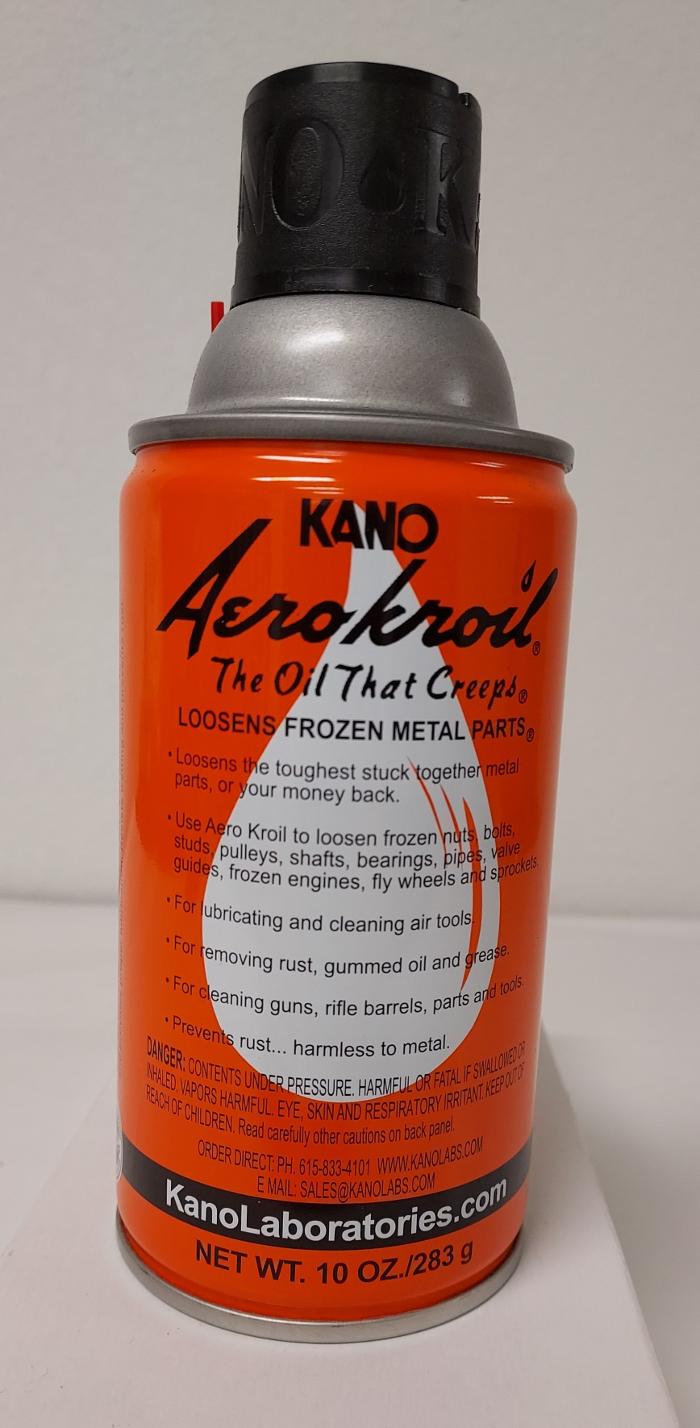 NO K
KANO
Aerokroil®
The Oil That Creeps®
LOOSENS FROZEN METAL PARTS®
• Loosens the toughest stuck together metal
parts, or your money back.
• Use Aero Kroil to loosen frozen nuts, bolts,
studs, pulleys, shafts, bearings, pipes, valve
guides, frozen engines, fly wheels and sprockets.
• For lubricating and cleaning air tools.
• For removing rust, gummed oil and grease.
• For cleaning guns, rifle barrels, parts and tools.
• Prevents rust... harmless to metal.
DANGER: CONTENTS UNDER PRESSURE. HARMFUL OR FATAL IF SWALLOWED OR
INHALED. VAPORS HARMFUL. EYE, SKIN AND RESPIRATORY IRRITANT. KEEP OUT OF
REACH OF CHILDREN. Read carefully other cautions on back panel.
ORDER DIRECT: PH. 615-833-4101 WWW.KANOLABS.COM
E MAIL: SALES@KANOLABS.COM
KanoLaboratories.com
NET WT. 10 OZ./283 g